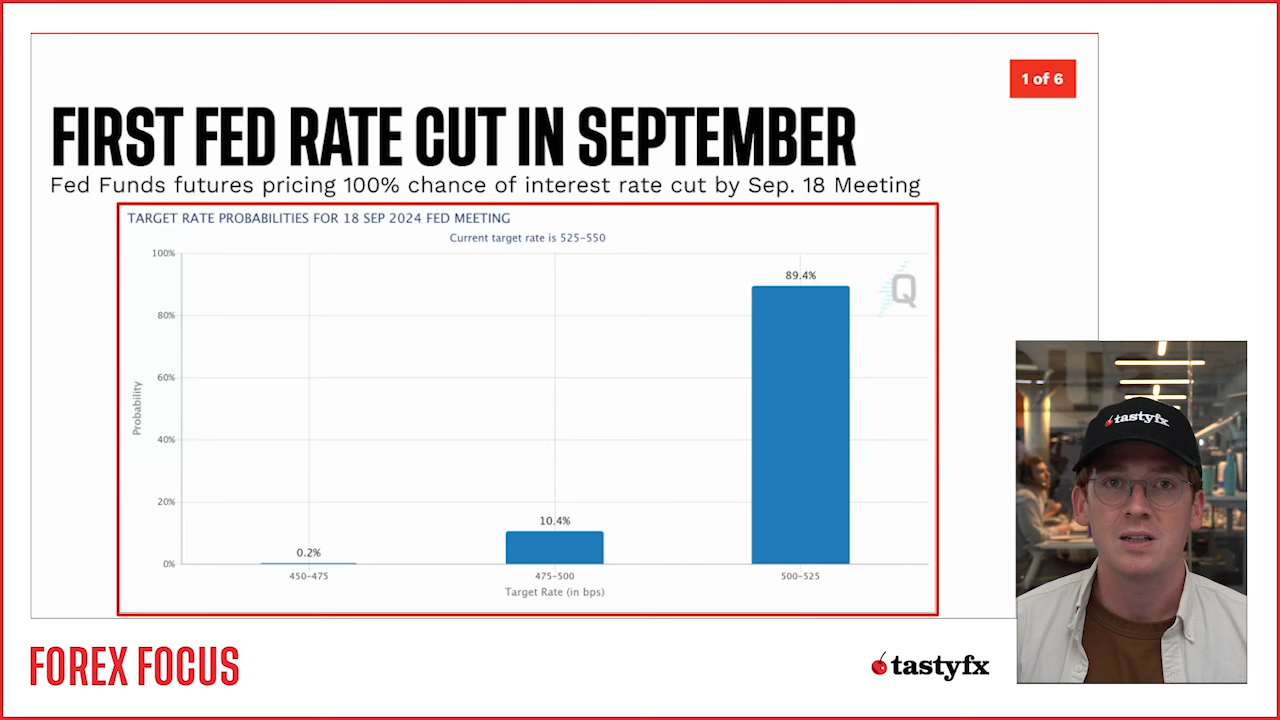 1 of 6
FIRST FED RATE CUT IN SEPTEMBER
Fed Funds futures pricing 100% chance of interest rate cut by Sep. 18 Meeting
TARGET RATE PROBABILITIES FOR 18 SEP 2024 FED MEETING
Current target rate is 525-550
100%
80%
60%
40%
20%
0%
Probability
0.2%
10.4%
89.4%
Q
450-475
475-500
500-525
Target Rate (in bps)
tastyfx
FOREX FOCUS
tastyfx